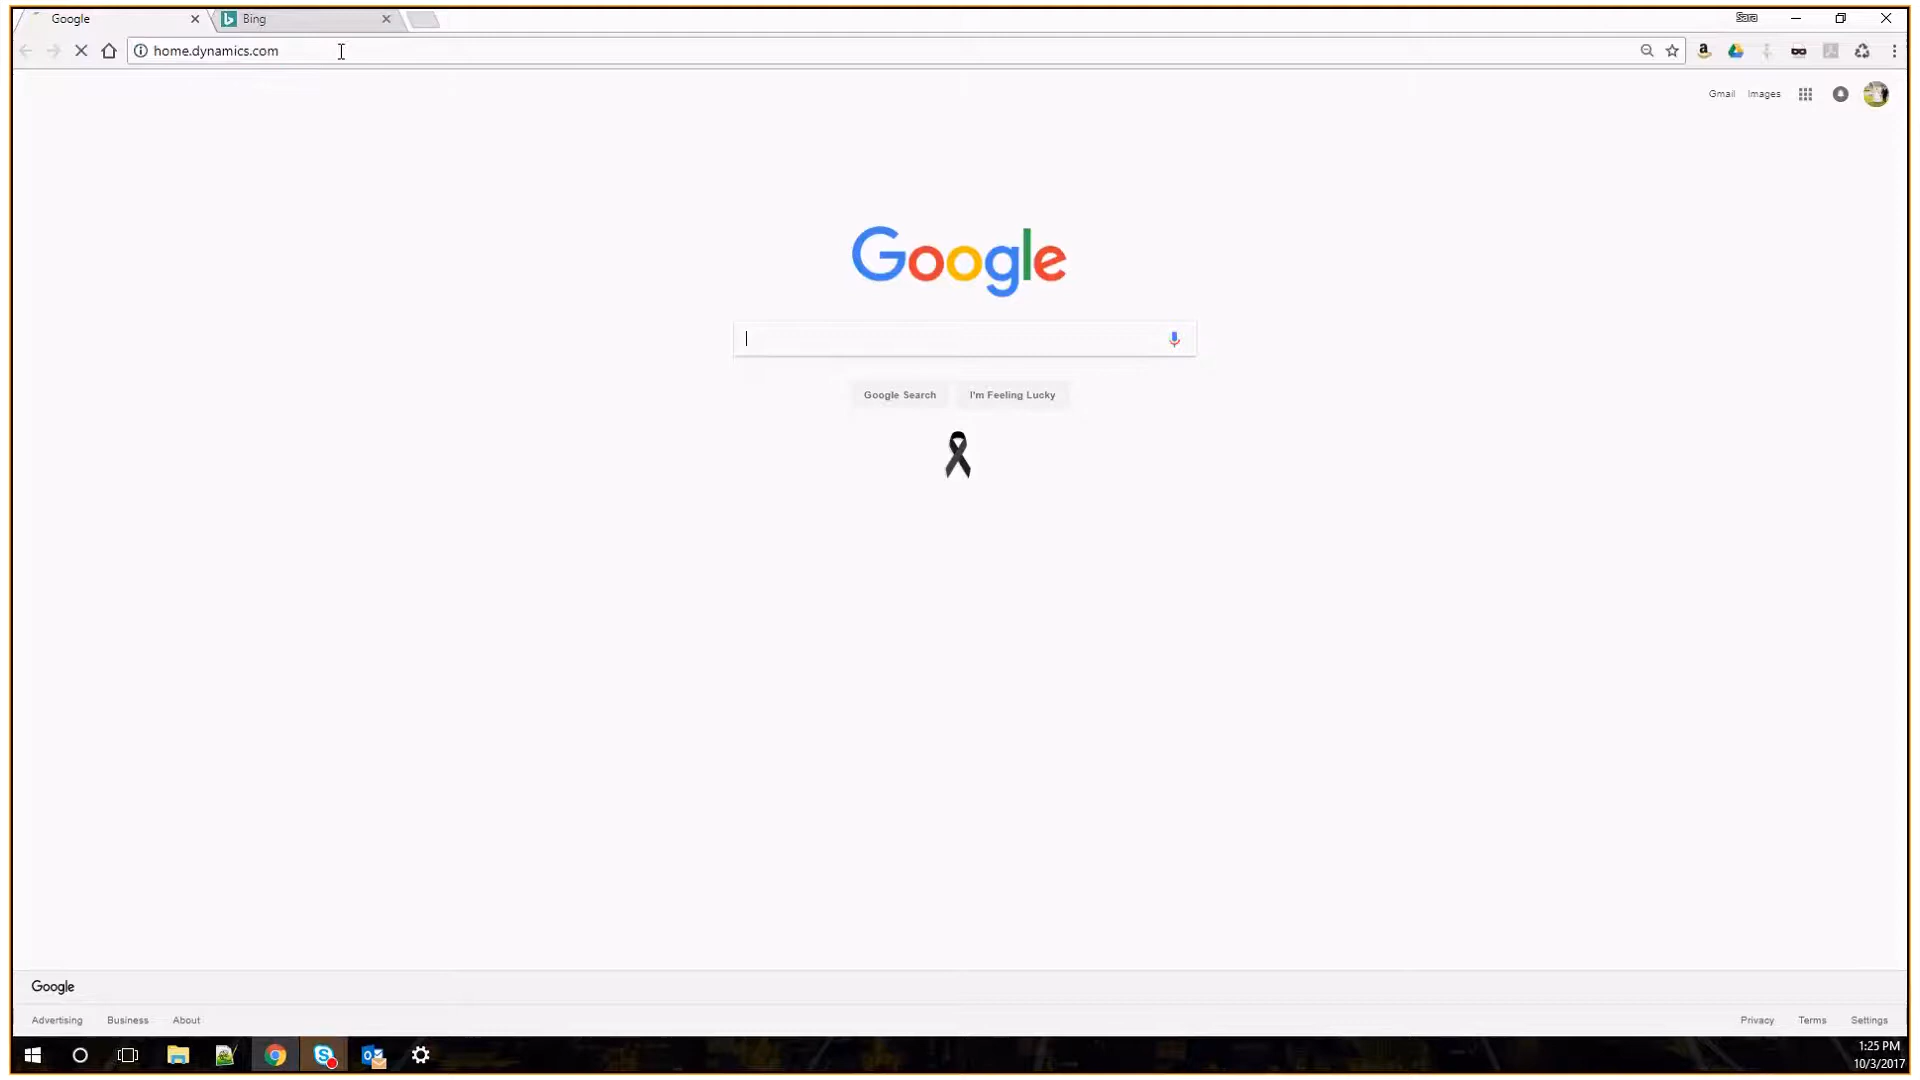 Google
Bing
Sara
home.dynamics.com
Gmail Images
Google
Google Search I'm Feeling Lucky
Google
Advertising Business About
Privacy Terms Settings
1:25 PM
10/3/2017